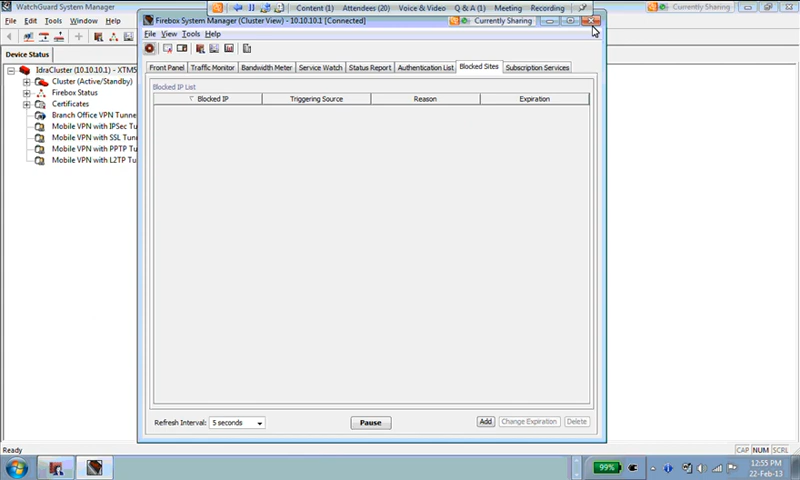 WatchGuard System Manager
Content (1) Attendees (20) Voice & Video Q & A (1) Meeting Recording
Currently Sharing
File Edit Tools Window Help
Firebox System Manager (Cluster View) - 10.10.10.1 [Connected]
Currently Sharing
File View Tools Help
Device Status
Front Panel Traffic Monitor Bandwidth Meter Service Watch Status Report Authentication List Blocked Sites Subscription Services
IdraCluster (10.10.10.1) - XTM5
Cluster (Active/Standby)
Firebox Status
Certificates
Branch Office VPN Tunne
Mobile VPN with IPSec Tu
Mobile VPN with SSL Tun
Mobile VPN with PPTP Tu
Mobile VPN with L2TP Tu
Blocked IP List
Blocked IP Triggering Source Reason Expiration
Refresh Interval: 5 seconds Pause Add Change Expiration Delete
Ready
CAP NUM SCRL
99%
12:55 PM
22-Feb-13